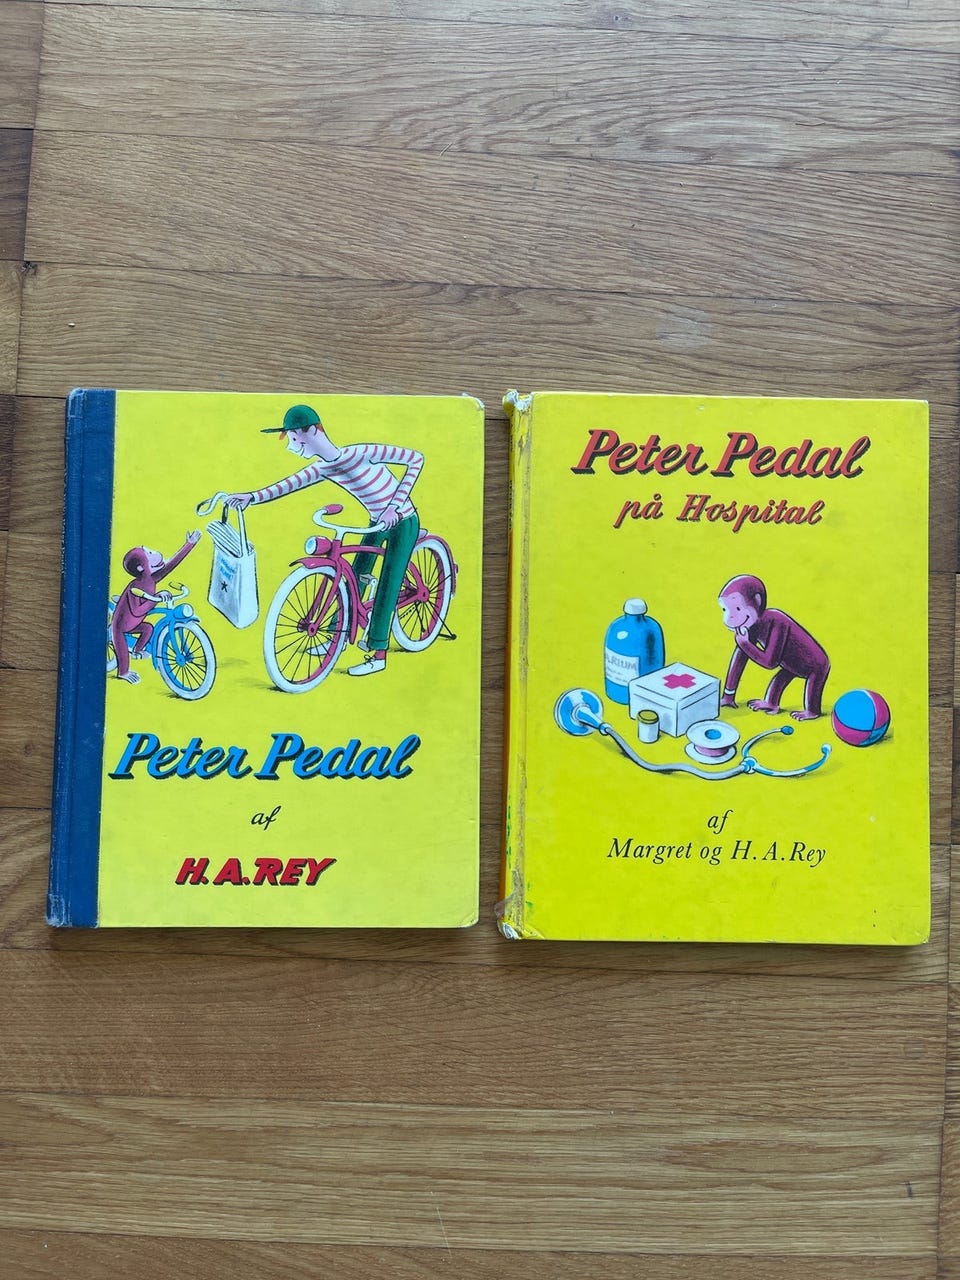 Peter Pedal
af
H. A. REY
Peter Pedal
på Hospital
af
Margret og H. A. Rey